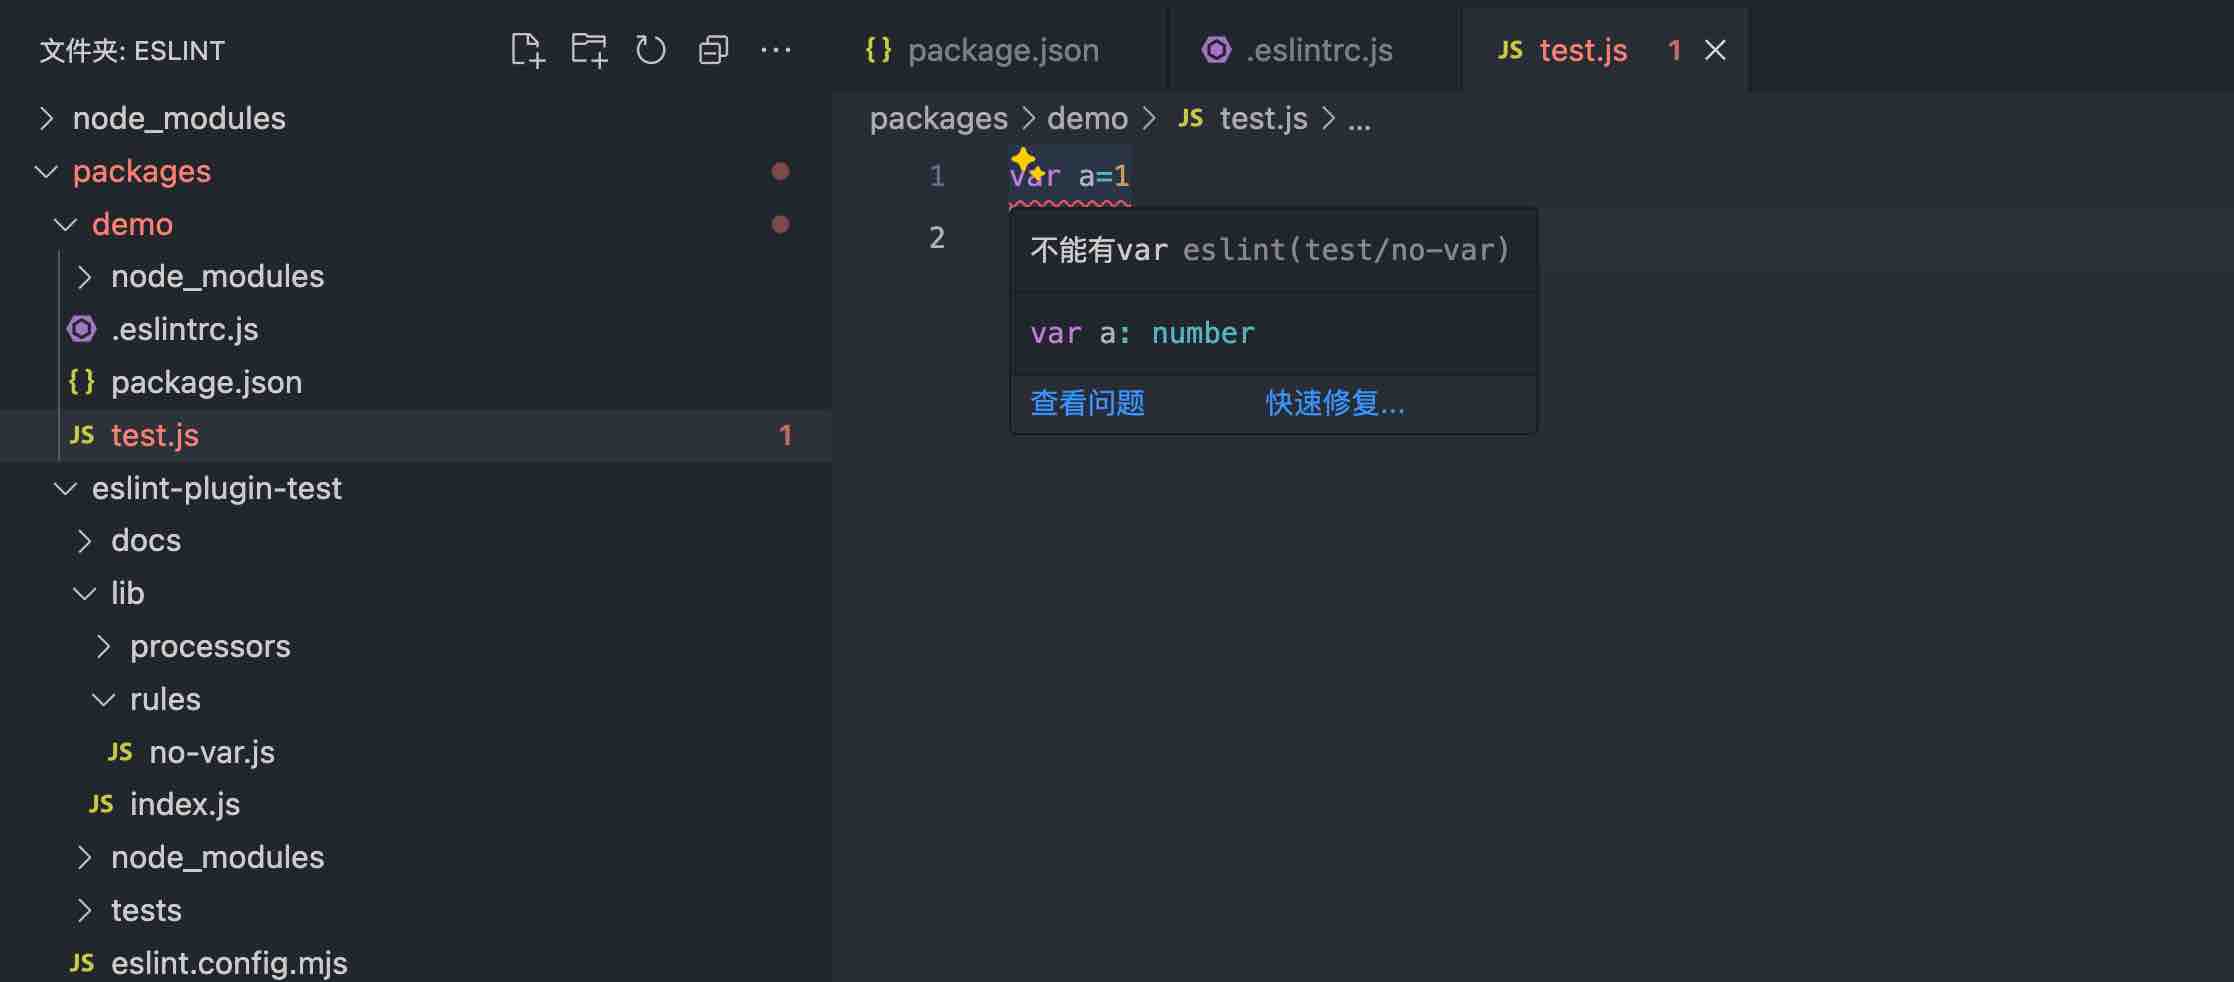 文件夹: ESLINT
node_modules
packages
demo
node_modules
.eslintrc.js
{} package.json
JS test.js 1
eslint-plugin-test
docs
lib
processors
rules
JS no-var.js
JS index.js
node_modules
tests
JS eslint.config.mjs
{} package.json
.eslintrc.js
JS test.js 1
packages > demo > JS test.js > ...
1 var a=1
2
不能有var eslint(test/no-var)
var a: number
查看问题 快速修复...